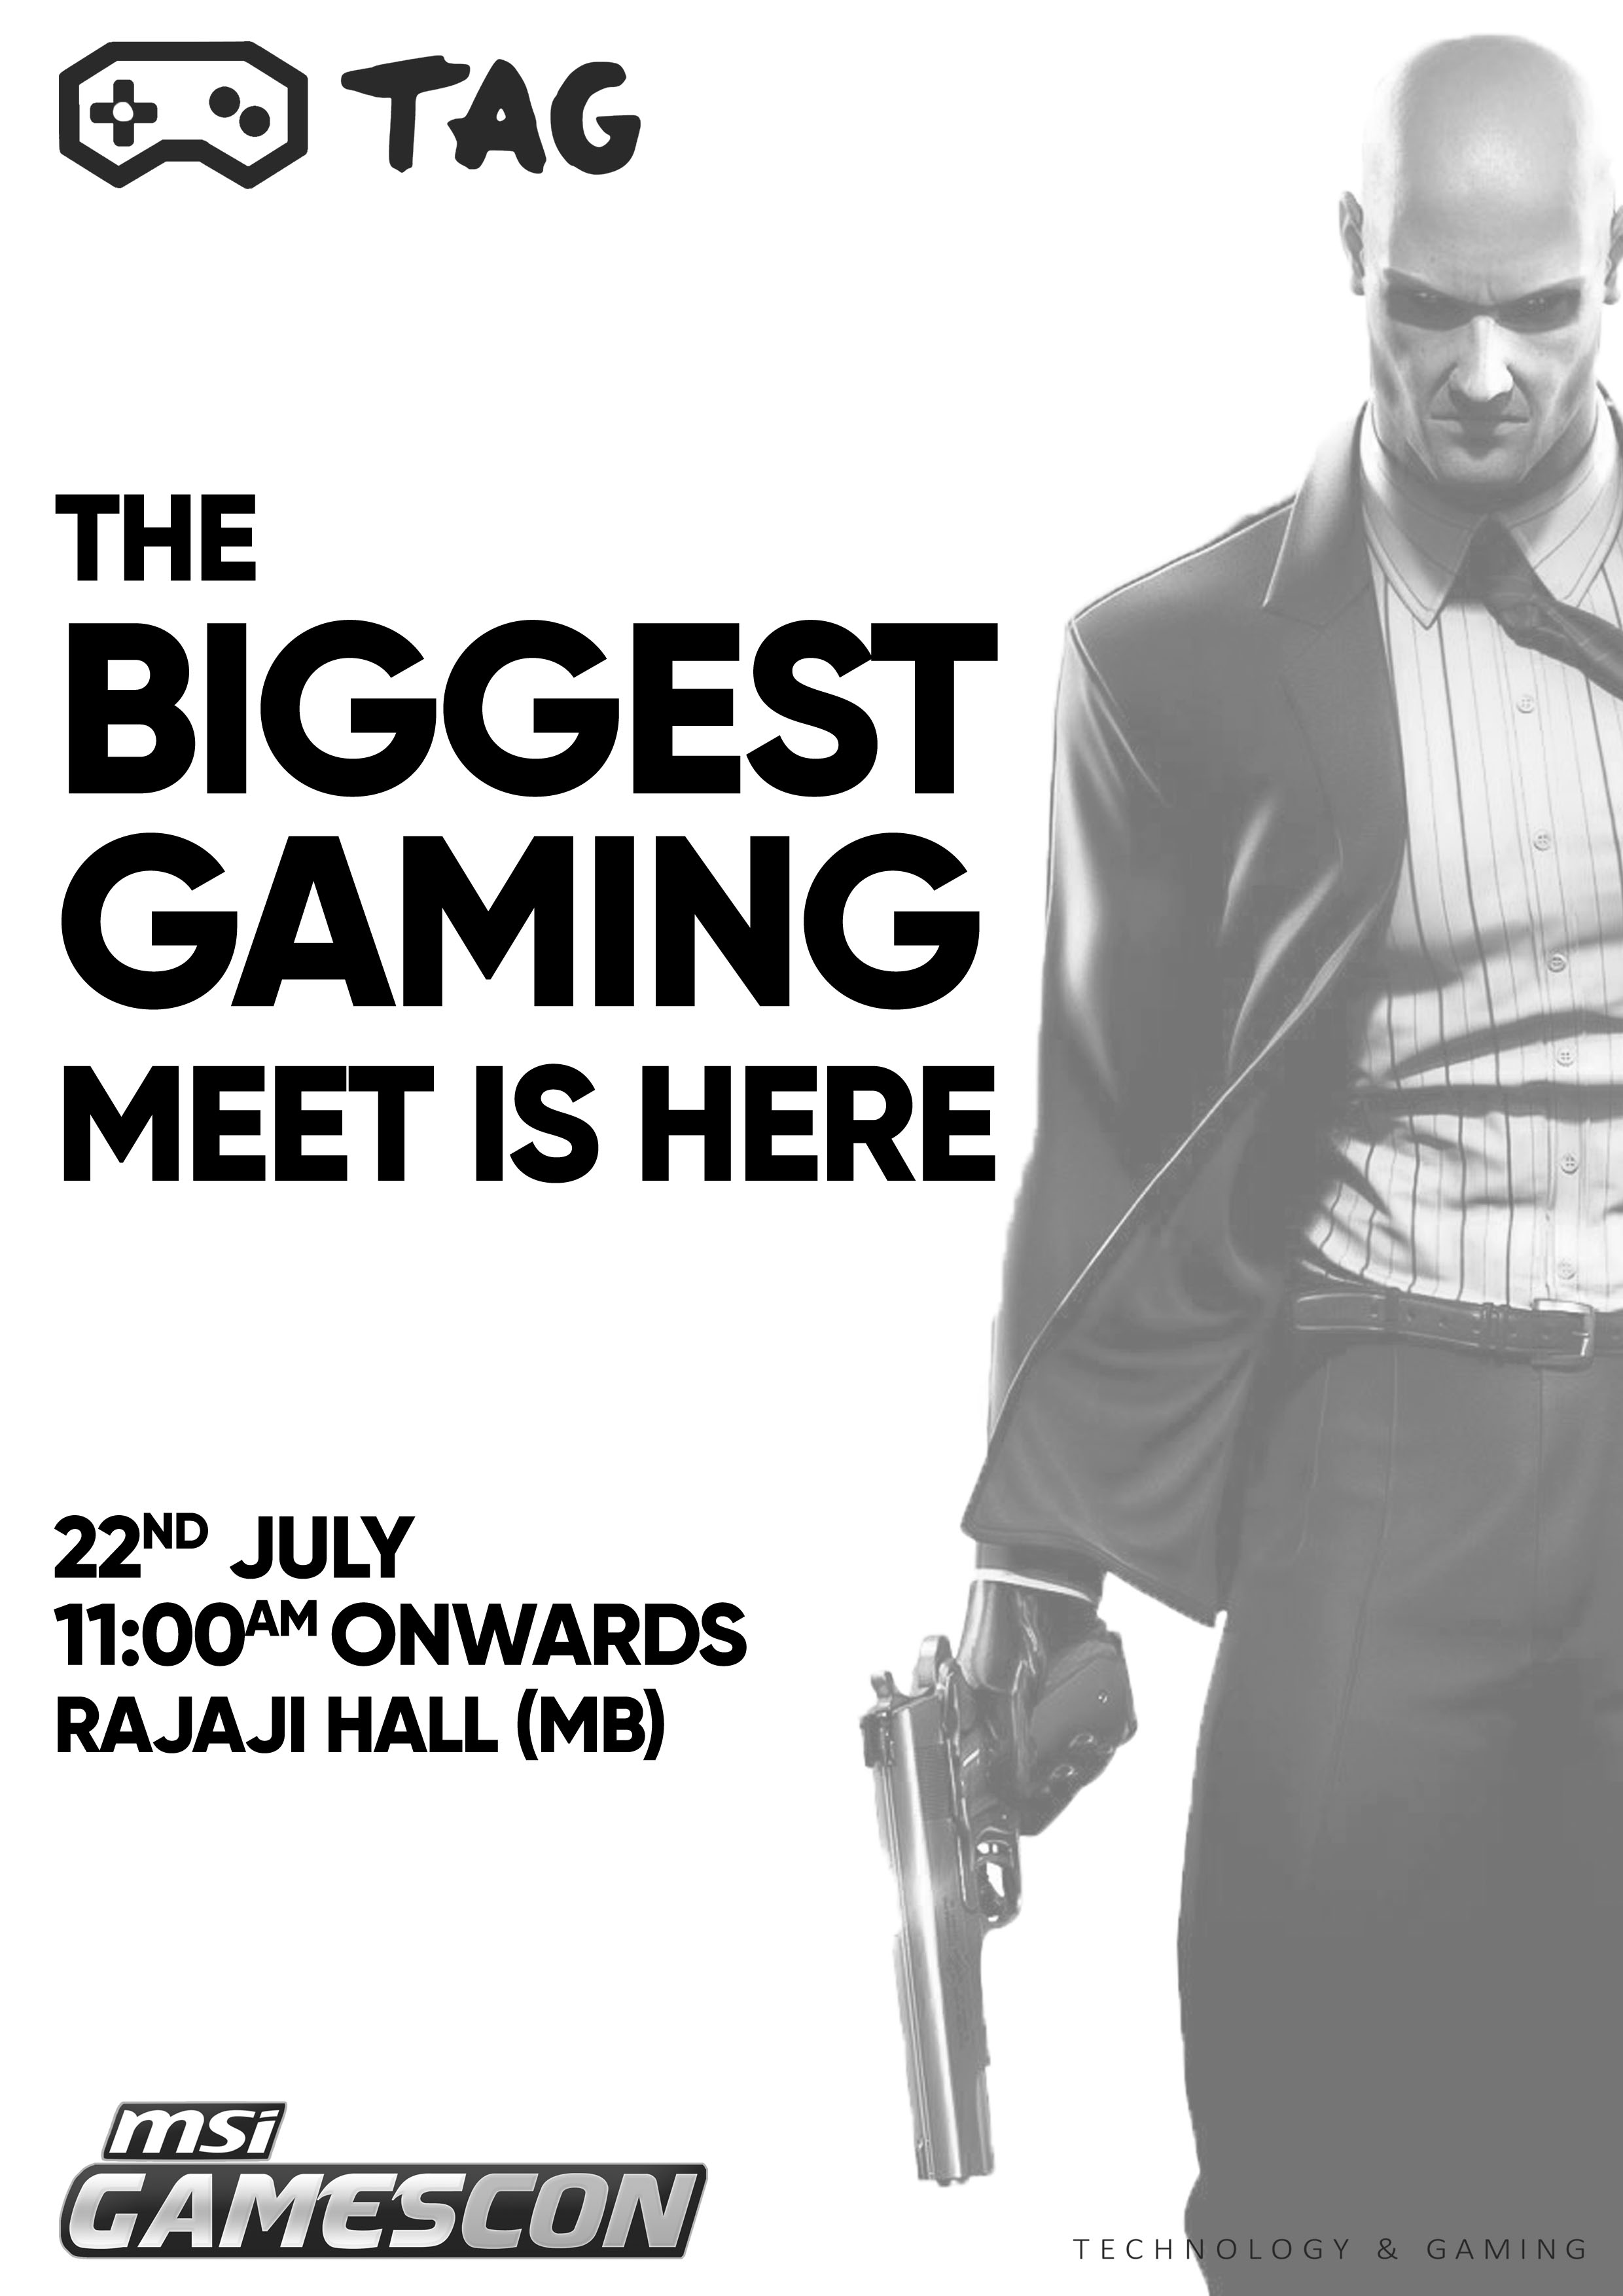 TAG
THE
BIGGEST
GAMING
MEET IS HERE
22ND JULY
11:00AM ONWARDS
RAJAJI HALL (MB)
msi
GAMESCON
TECHNOLOGY & GAMING